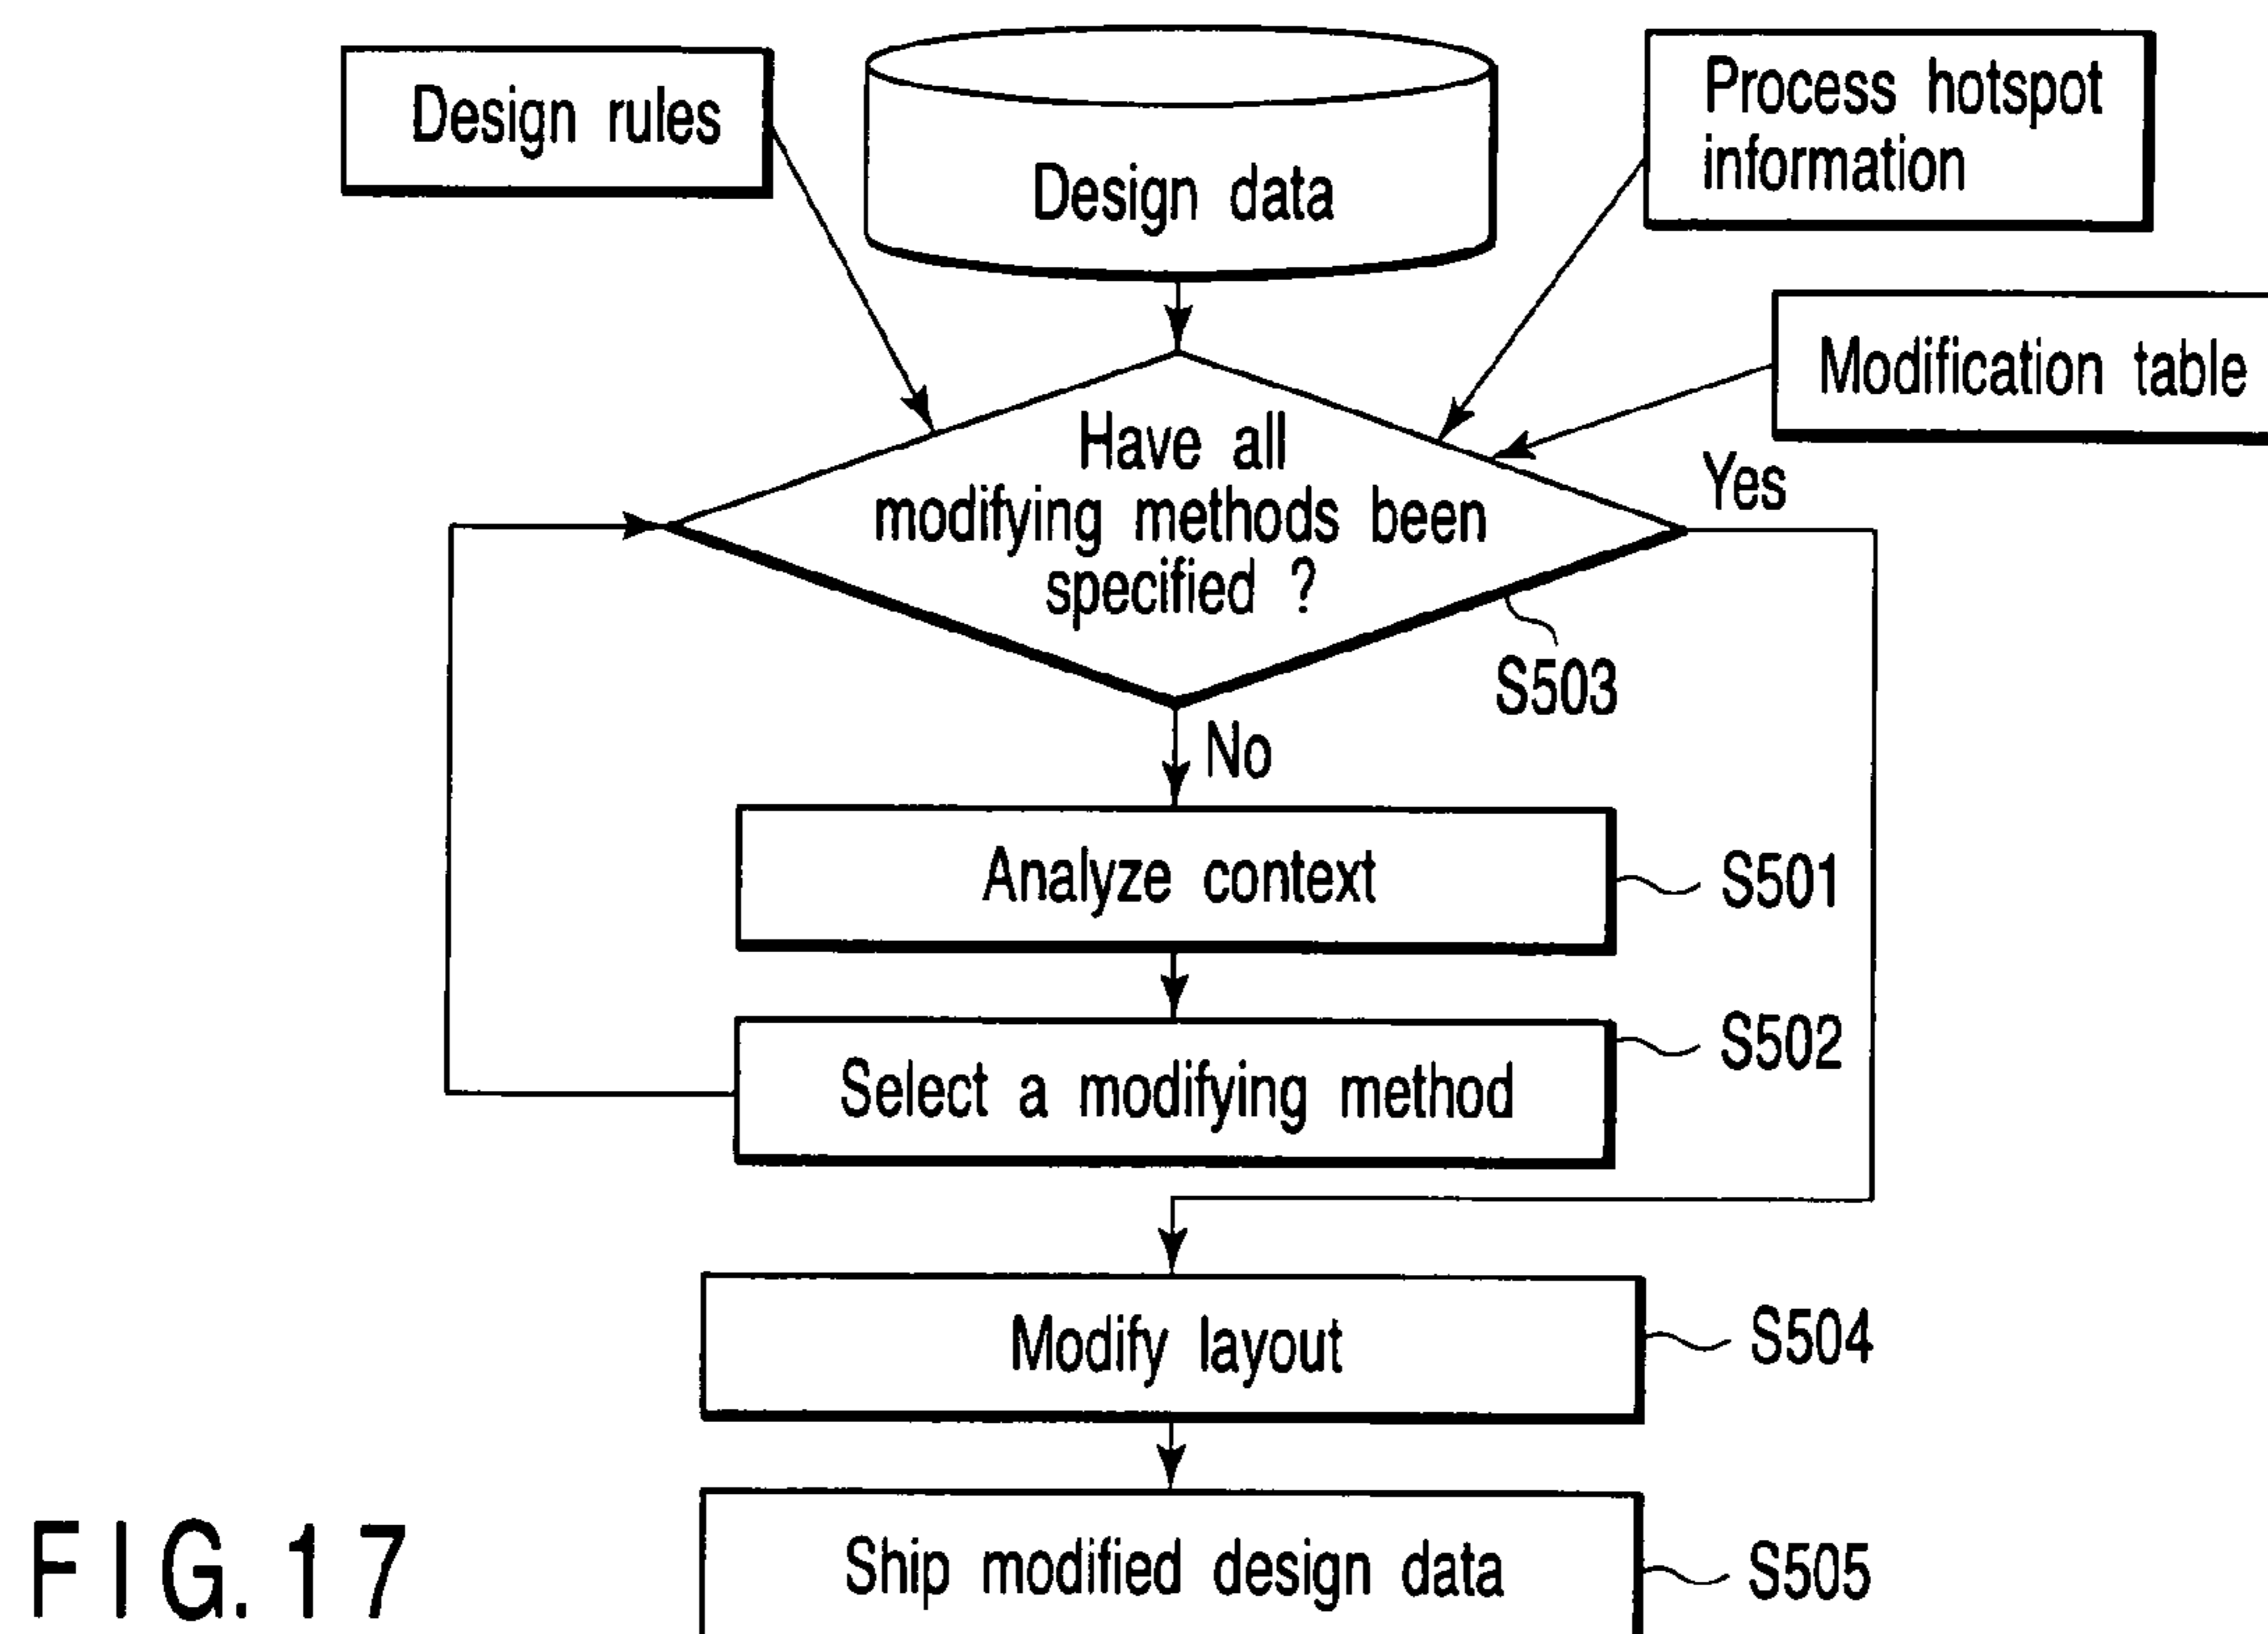 Design rules
Design data
Process hotspot
information
Modification table
Have all
modifying methods been
specified ?
Yes
S503
No
Analyze context
S501
Select a modifying method
S502
Modify layout
S504
Ship modified design data
S505
FIG. 17